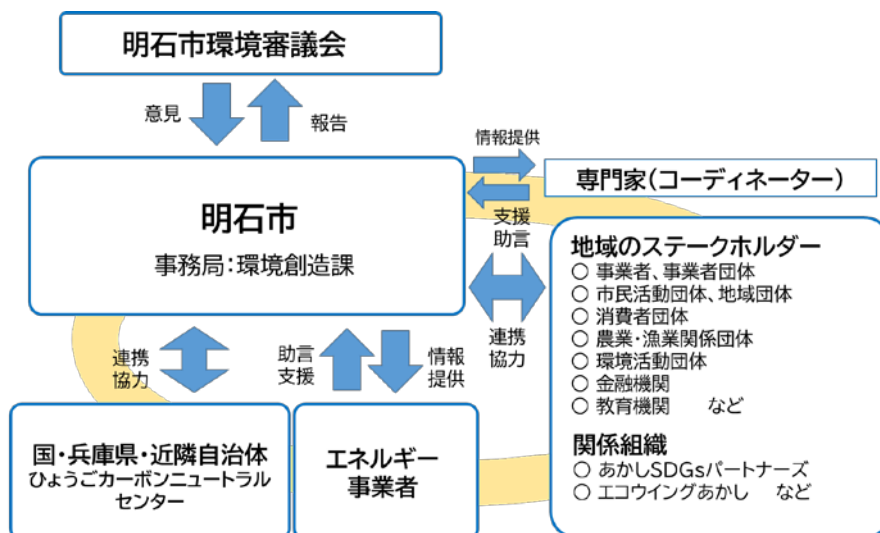 明石市環境審議会
意見
報告
情報提供
専門家(コーディネーター)
支援
助言
明石市
事務局:環境創造課
連携
協力
地域のステークホルダー
○ 事業者、事業者団体
○ 市民活動団体、地域団体
○ 消費者団体
○ 農業・漁業関係団体
○ 環境活動団体
○ 金融機関
○ 教育機関 など
関係組織
○ あかしSDGsパートナーズ
○ エコウイングあかし など
連携
協力
助言
支援
情報
提供
国・兵庫県・近隣自治体
ひょうごカーボンニュートラル
センター
エネルギー
事業者